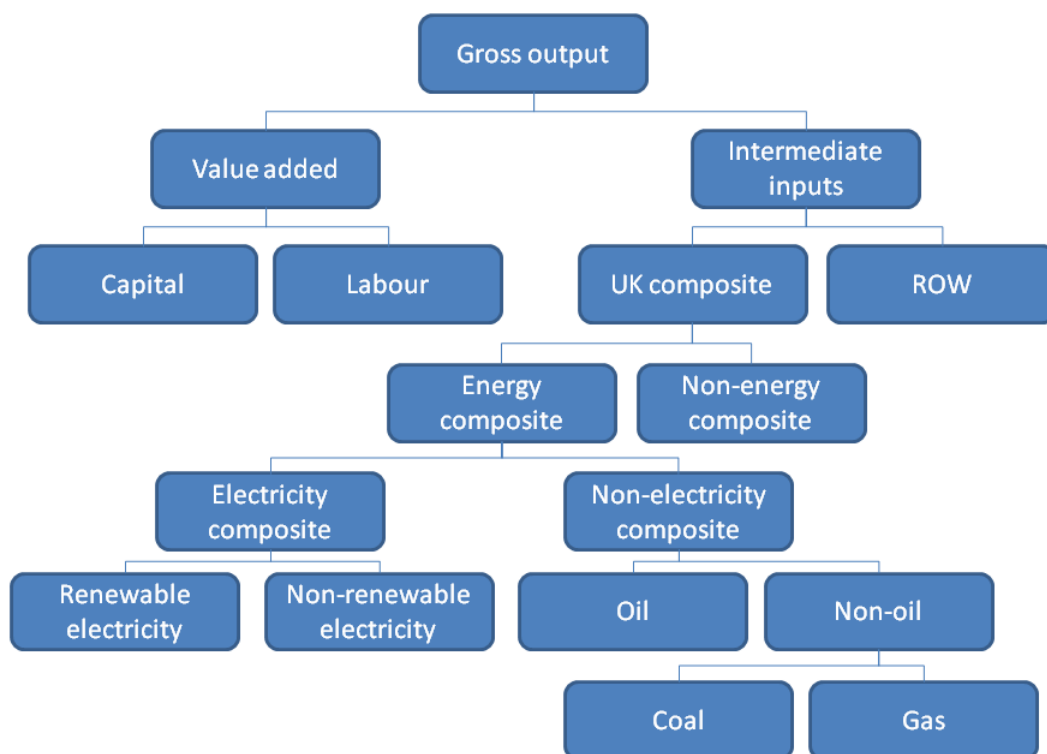 Gross output
Value added
Intermediate
inputs
Capital
Labour
UK composite
ROW
Energy
composite
Non-energy
composite
Electricity
composite
Non-electricity
composite
Renewable
electricity
Non-renewable
electricity
Oil
Non-oil
Coal
Gas